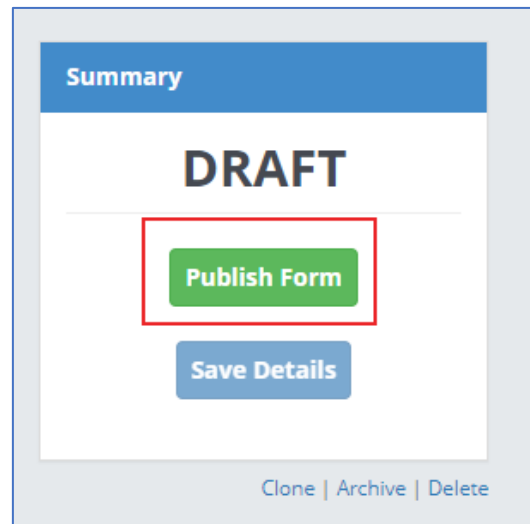 Summary
DRAFT
Publish Form
Save Details
Clone | Archive | Delete